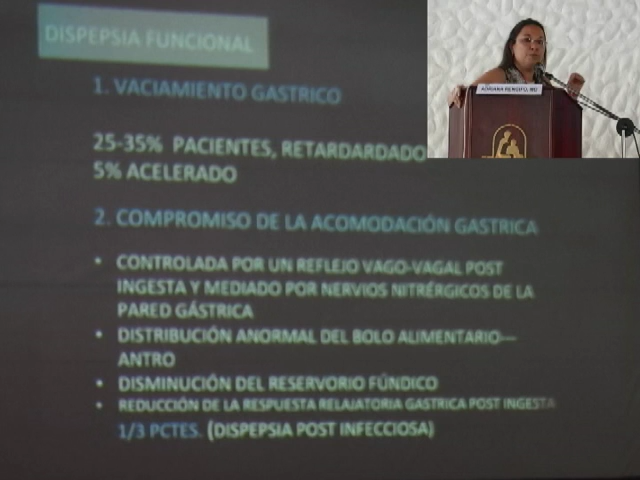 DISPEPSIA FUNCIONAL
1. VACIAMIENTO GASTRICO
25-35% PACIENTES, RETARDARDADO
5% ACELERADO
2. COMPROMISO DE LA ACOMODACIÓN GASTRICA
• CONTROLADA POR UN REFLEJO VAGO-VAGAL POST
INGESTA Y MEDIADO POR NERVIOS NITRÉRGICOS DE LA
PARED GÁSTRICA
• DISTRIBUCIÓN ANORMAL DEL BOLO ALIMENTARIO—
ANTRO
• DISMINUCIÓN DEL RESERVORIO FÚNDICO
• REDUCCIÓN DE LA RESPUESTA RELAJATORIA GASTRICA POST INGESTA
1/3 PCTES. (DISPEPSIA POST INFECCIOSA)
ADRIANA RENGIFO, MD